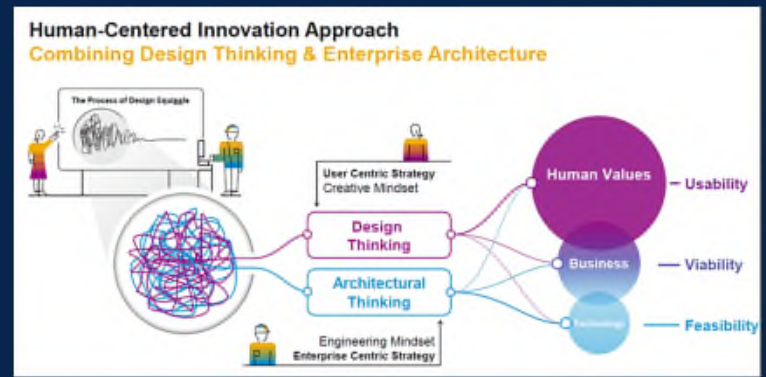 Human-Centered Innovation Approach
Combining Design Thinking & Enterprise Architecture
The Process of Design Squiggle
User Centric Strategy
Creative Mindset
Design
Thinking
Architectural
Thinking
Engineering Mindset
Enterprise Centric Strategy
Human Values
Usability
Business
Viability
Technology
Feasibility